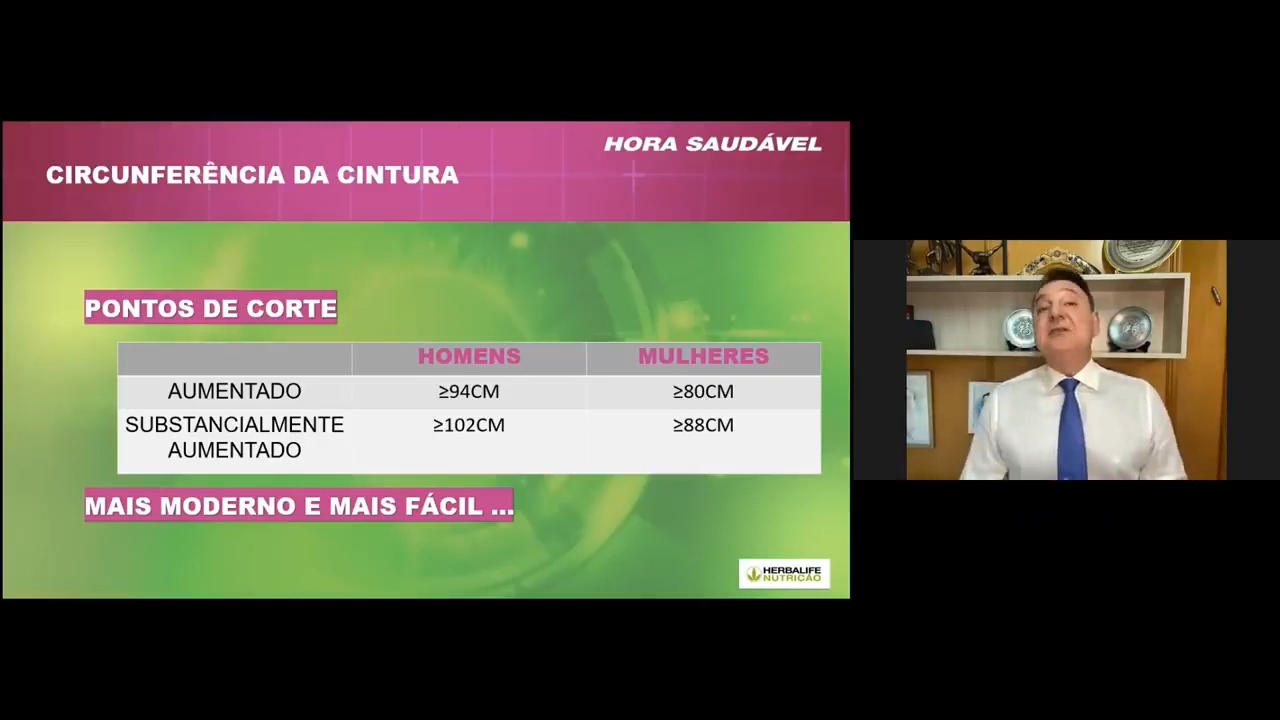 HORA SAUDÁVEL
CIRCUNFERÊNCIA DA CINTURA
PONTOS DE CORTE
HOMENS MULHERES
AUMENTADO ≥94CM ≥80CM
SUBSTANCIALMENTE ≥102CM ≥88CM
AUMENTADO
MAIS MODERNO E MAIS FÁCIL ...
HERBALIFE
NUTRIÇÃO